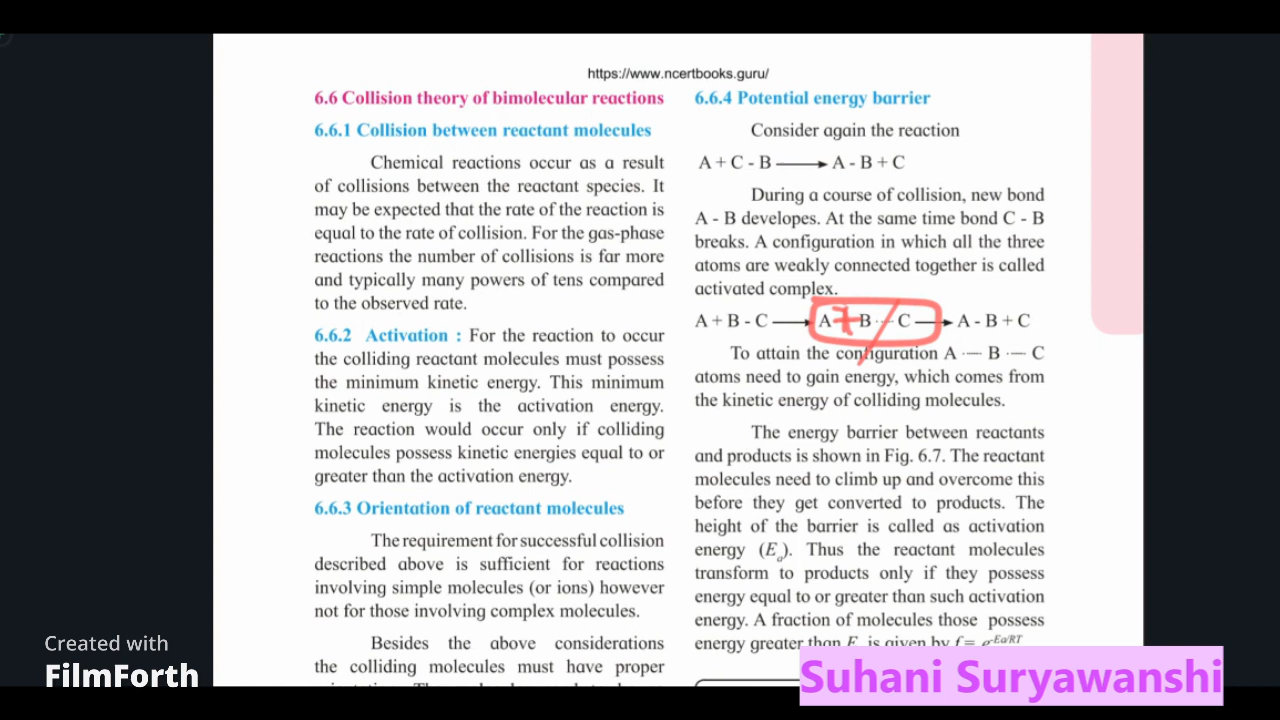 https://www.ncertbooks.guru/
6.6 Collision theory of bimolecular reactions
6.6.1 Collision between reactant molecules
Chemical reactions occur as a result
of collisions between the reactant species. It
may be expected that the rate of the reaction is
equal to the rate of collision. For the gas-phase
reactions the number of collisions is far more
and typically many powers of tens compared
to the observed rate.
6.6.2 Activation : For the reaction to occur
the colliding reactant molecules must possess
the minimum kinetic energy. This minimum
kinetic energy is the activation energy.
The reaction would occur only if colliding
molecules possess kinetic energies equal to or
greater than the activation energy.
6.6.3 Orientation of reactant molecules
The requirement for successful collision
described above is sufficient for reactions
involving simple molecules (or ions) however
not for those involving complex molecules.
Besides the above considerations
the colliding molecules must have proper
6.6.4 Potential energy barrier
Consider again the reaction
A + C - B ⟶ A - B + C
During a course of collision, new bond
A - B developes. At the same time bond C - B
breaks. A configuration in which all the three
atoms are weakly connected together is called
activated complex.
A + B - C ⟶ A B ---- C ⟶ A - B + C
To attain the configuration A ---- B ---- C
atoms need to gain energy, which comes from
the kinetic energy of colliding molecules.
The energy barrier between reactants
and products is shown in Fig. 6.7. The reactant
molecules need to climb up and overcome this
before they get converted to products. The
height of the barrier is called as activation
energy (Ea). Thus the reactant molecules
transform to products only if they possess
energy equal to or greater than such activation
energy. A fraction of molecules those possess
energy greater than E is given by f = e-Ea/RT
Created with
FilmForth
Suhani Suryawanshi